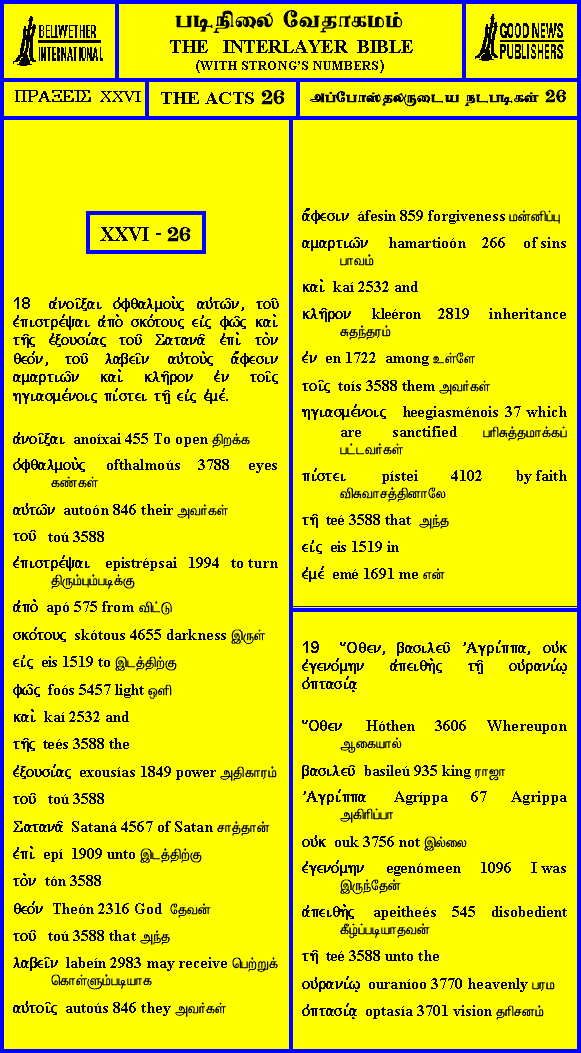 BELLWETHER
INTERNATIONAL
படிநிலை வேதாகமம்
THE INTERLAYER BIBLE
(WITH STRONG'S NUMBERS)
GOOD NEWS
PUBLISHERS
ΠΡΑΞΕΙΣ XXVI
THE ACTS 26
அப்போஸ்தலருடைய நடபடிகள் 26
XXVI - 26
18 ἀνοῖξαι ὀφθαλμοὺς αὐτῶν, τοῦ
ἐπιστρέψαι ἀπὸ σκότους εἰς φῶς καὶ
τῆς ἐξουσίας τοῦ Σατανᾶ ἐπὶ τὸν
θεόν, τοῦ λαβεῖν αὐτοὺς ἄφεσιν
αμαρτιῶν καὶ κλῆρον ἐν τοῖς
ηγιασμένοις πίστει τῇ εἰς ἐμέ.
ἀνοῖξαι anoíxai 455 To open திறக்க
ὀφθαλμοὺς ofthalmoús 3788 eyes
கண்கள்
αὐτῶν autoón 846 their அவர்கள்
τοῦ toú 3588
ἐπιστρέψαι epistrépsai 1994 to turn
திரும்பும்படிக்கு
ἀπὸ apó 575 from விட்டு
σκότους skótous 4655 darkness இருள்
εἰς eis 1519 to இடத்திற்கு
φῶς foós 5457 light ஒளி
καὶ kaí 2532 and
τῆς teés 3588 the
ἐξουσίας exousías 1849 power அதிகாரம்
τοῦ toú 3588
Σατανᾶ Sataná 4567 of Satan சாத்தான்
ἐπὶ epí 1909 unto இடத்திற்கு
τὸν tón 3588
θεόν Theón 2316 God தேவன்
τοῦ toú 3588 that அந்த
λαβεῖν labeín 2983 may receive பெற்றுக்
கொள்ளும்படியாக
αὐτοῖς autoús 846 they அவர்கள்
ἄφεσιν áfesin 859 forgiveness மன்னிப்பு
αμαρτιῶν hamartioón 266 of sins
பாவம்
καὶ kaí 2532 and
κλῆρον kleéron 2819 inheritance
சுதந்தரம்
ἐν en 1722 among உள்ளே
τοῖς toís 3588 them அவர்கள்
ηγιασμένοις heegiasménois 37 which
are sanctified பரிசுத்தமாக்கப்
பட்டவர்கள்
πίστει pístei 4102 by faith
விசுவாசத்தினாலே
τῇ teé 3588 that அந்த
εἰς eis 1519 in
ἐμέ emé 1691 me என்
19 Ὅθεν, βασιλεῦ Ἀγρίππα, οὐκ
ἐγενόμην ἀπειθὴς τῇ οὐρανίῳ
ὀπτασίᾳ
Ὅθεν Hóthen 3606 Whereupon
ஆகையால்
βασιλεῦ basileú 935 king ராஜா
Ἀγρίππα Agríppa 67 Agrippa
அகிரிப்பா
οὐκ ouk 3756 not இல்லை
ἐγενόμην egenómeen 1096 I was
இருந்தேன்
ἀπειθὴς apeitheés 545 disobedient
கீழ்ப்படியாதவன்
τῇ teé 3588 unto the
οὐρανίῳ ouraníoo 3770 heavenly பரம
ὀπτασίᾳ optasía 3701 vision தரிசனம்